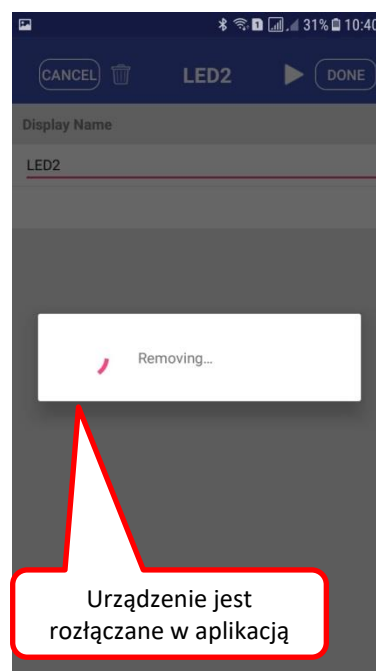 31% 10:40
CANCEL LED2 DONE
Display Name
LED2
Removing...
Urządzenie jest
rozłączane w aplikacją